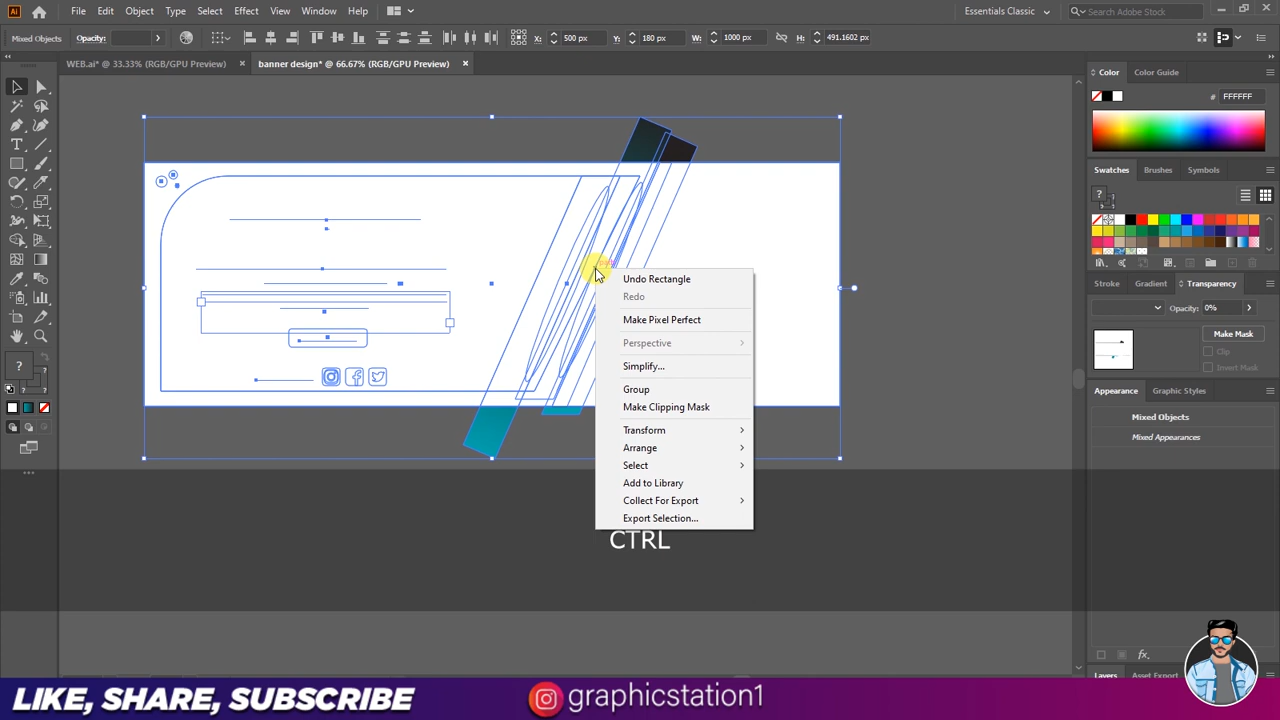 Ai File Edit Object Type Select Effect View Window Help Essentials Classic Search Adobe Stock
Mixed Objects Opacity: X: 500 px Y: 180 px W: 1000 px H: 491.1602 px
WEB.ai* @ 33.33% (RGB/GPU Preview) × banner design* @ 66.67% (RGB/GPU Preview) ×
Color Color Guide
# FFFFFF
Swatches Brushes Symbols
Stroke Gradient Transparency
Opacity: 0%
Make Mask
Clip
Invert Mask
Appearance Graphic Styles
Mixed Objects
Mixed Appearances
fx
Layers Asset Export
Undo Rectangle
Redo
Make Pixel Perfect
Perspective
Simplify...
Group
Make Clipping Mask
Transform
Arrange
Select
Add to Library
Collect For Export
Export Selection...
CTRL
LIKE, SHARE, SUBSCRIBE graphicstation1